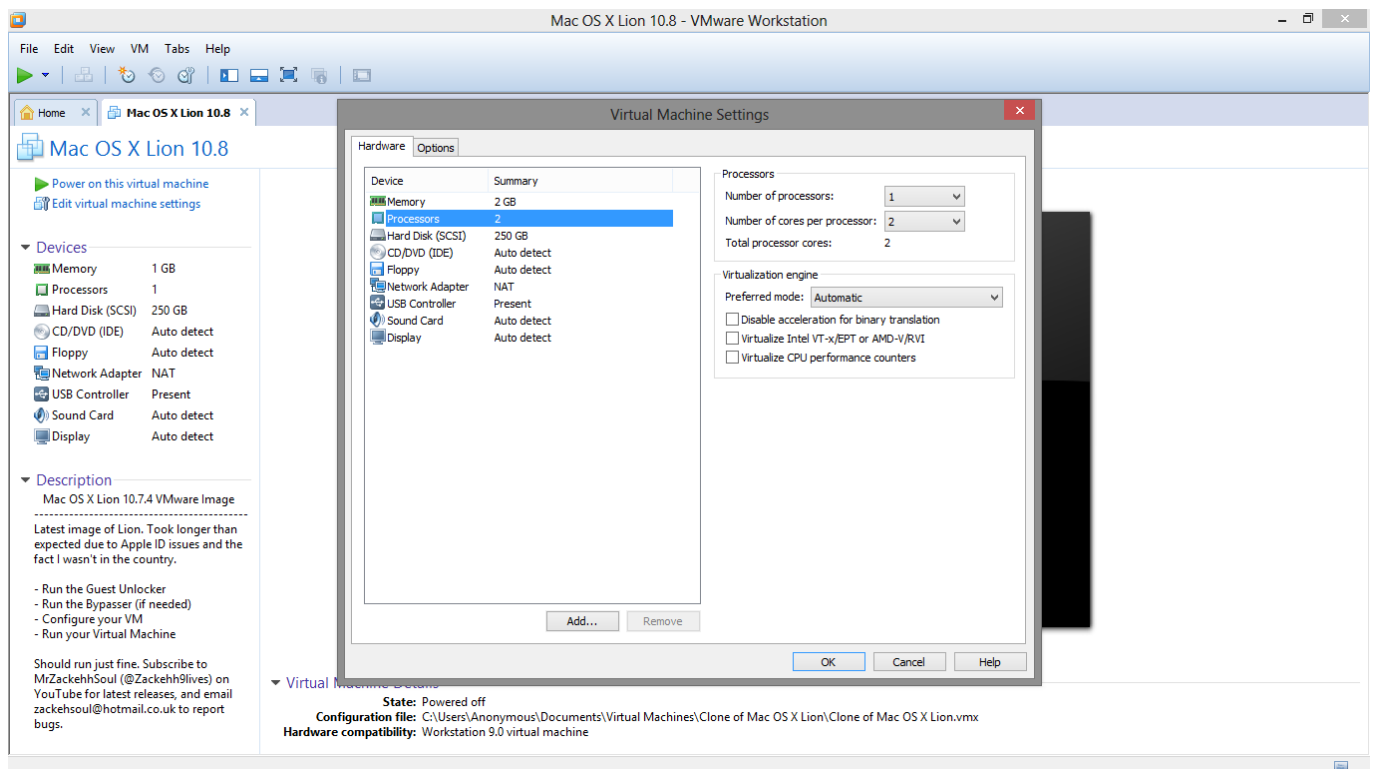 Mac OS X Lion 10.8 - VMware Workstation
File Edit View VM Tabs Help
Home
Mac OS X Lion 10.8
Mac OS X Lion 10.8
Power on this virtual machine
Edit virtual machine settings
Devices
Memory 1 GB
Processors 1
Hard Disk (SCSI) 250 GB
CD/DVD (IDE) Auto detect
Floppy Auto detect
Network Adapter NAT
USB Controller Present
Sound Card Auto detect
Display Auto detect
Description
Mac OS X Lion 10.7.4 VMware Image
--------------------------------------------
Latest image of Lion. Took longer than
expected due to Apple ID issues and the
fact I wasn't in the country.
- Run the Guest Unlocker
- Run the Bypasser (if needed)
- Configure your VM
- Run your Virtual Machine
Should run just fine. Subscribe to
MrZackehhSoul (@Zackehh9lives) on
YouTube for latest releases, and email
zackehsoul@hotmail.co.uk to report
bugs.
Virtual Machine Settings
Hardware Options
Device Summary
Memory 2 GB
Processors 2
Hard Disk (SCSI) 250 GB
CD/DVD (IDE) Auto detect
Floppy Auto detect
Network Adapter NAT
USB Controller Present
Sound Card Auto detect
Display Auto detect
Add... Remove
Processors
Number of processors: 1
Number of cores per processor: 2
Total processor cores: 2
Virtualization engine
Preferred mode: Automatic
Disable acceleration for binary translation
Virtualize Intel VT-x/EPT or AMD-V/RVI
Virtualize CPU performance counters
OK Cancel Help
Virtual Machine Details
State: Powered off
Configuration file: C:\Users\Anonymous\Documents\Virtual Machines\Clone of Mac OS X Lion\Clone of Mac OS X Lion.vmx
Hardware compatibility: Workstation 9.0 virtual machine